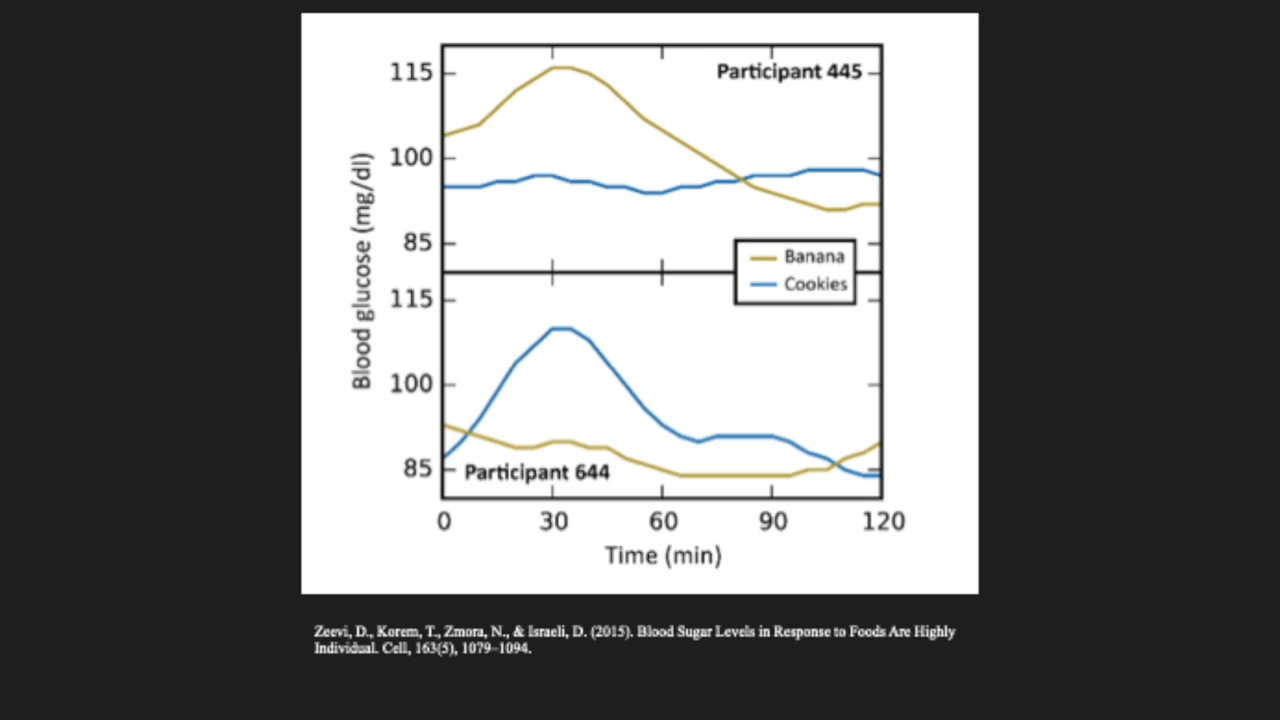 Participant 445
115
100
85
Banana
Cookies
115
100
85
Blood glucose (mg/dl)
Participant 644
0 30 60 90 120
Time (min)
Zeevi, D., Korem, T., Zmora, N., & Israeli, D. (2015). Blood Sugar Levels in Response to Foods Are Highly
Individual. Cell, 163(5), 1079–1094.